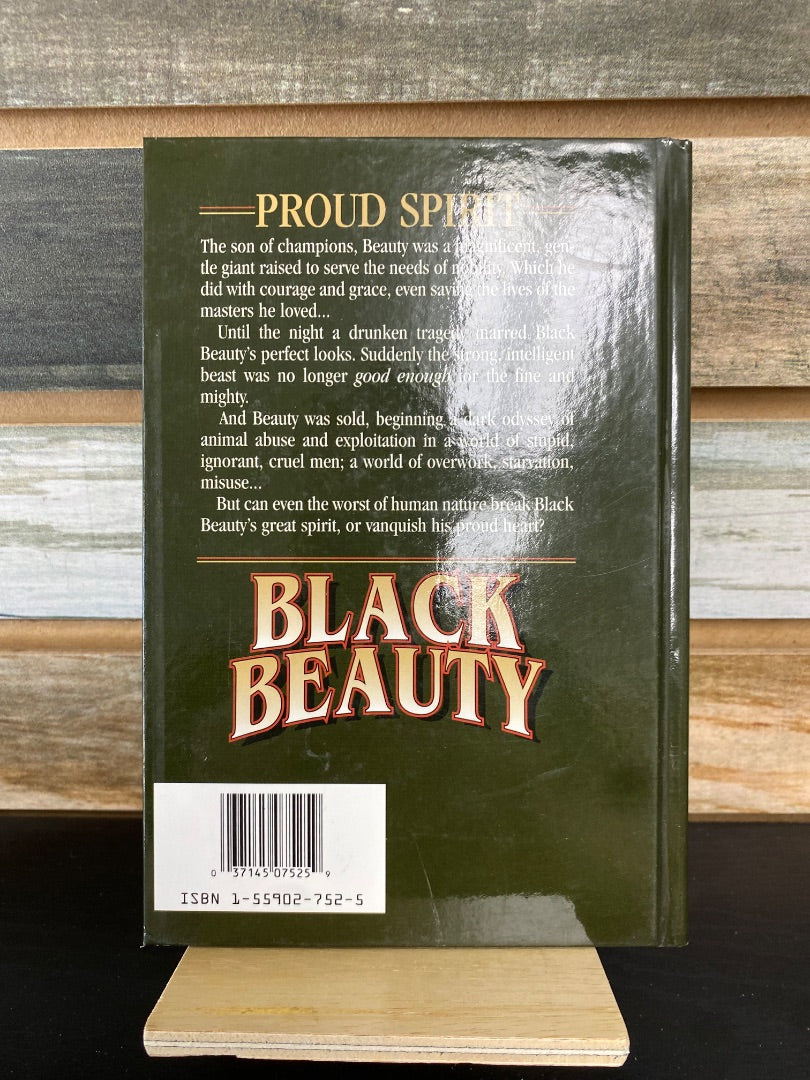 PROUD SPIRIT
The son of champions, Beauty was a magnificent, gen-
tle giant raised to serve the needs of nobility. Which he
did with courage and grace, even saving the lives of the
masters he loved...
Until the night a drunken tragedy marred Black
Beauty's perfect looks. Suddenly the strong, intelligent
beast was no longer good enough for the fine and
mighty.
And Beauty was sold, beginning a dark odyssey of
animal abuse and exploitation in a world of stupid,
ignorant, cruel men; a world of overwork, starvation,
misuse...
But can even the worst of human nature break Black
Beauty's great spirit, or vanquish his proud heart?
BLACK
BEAUTY
0 37145 07525 9
ISBN 1-55902-752-5